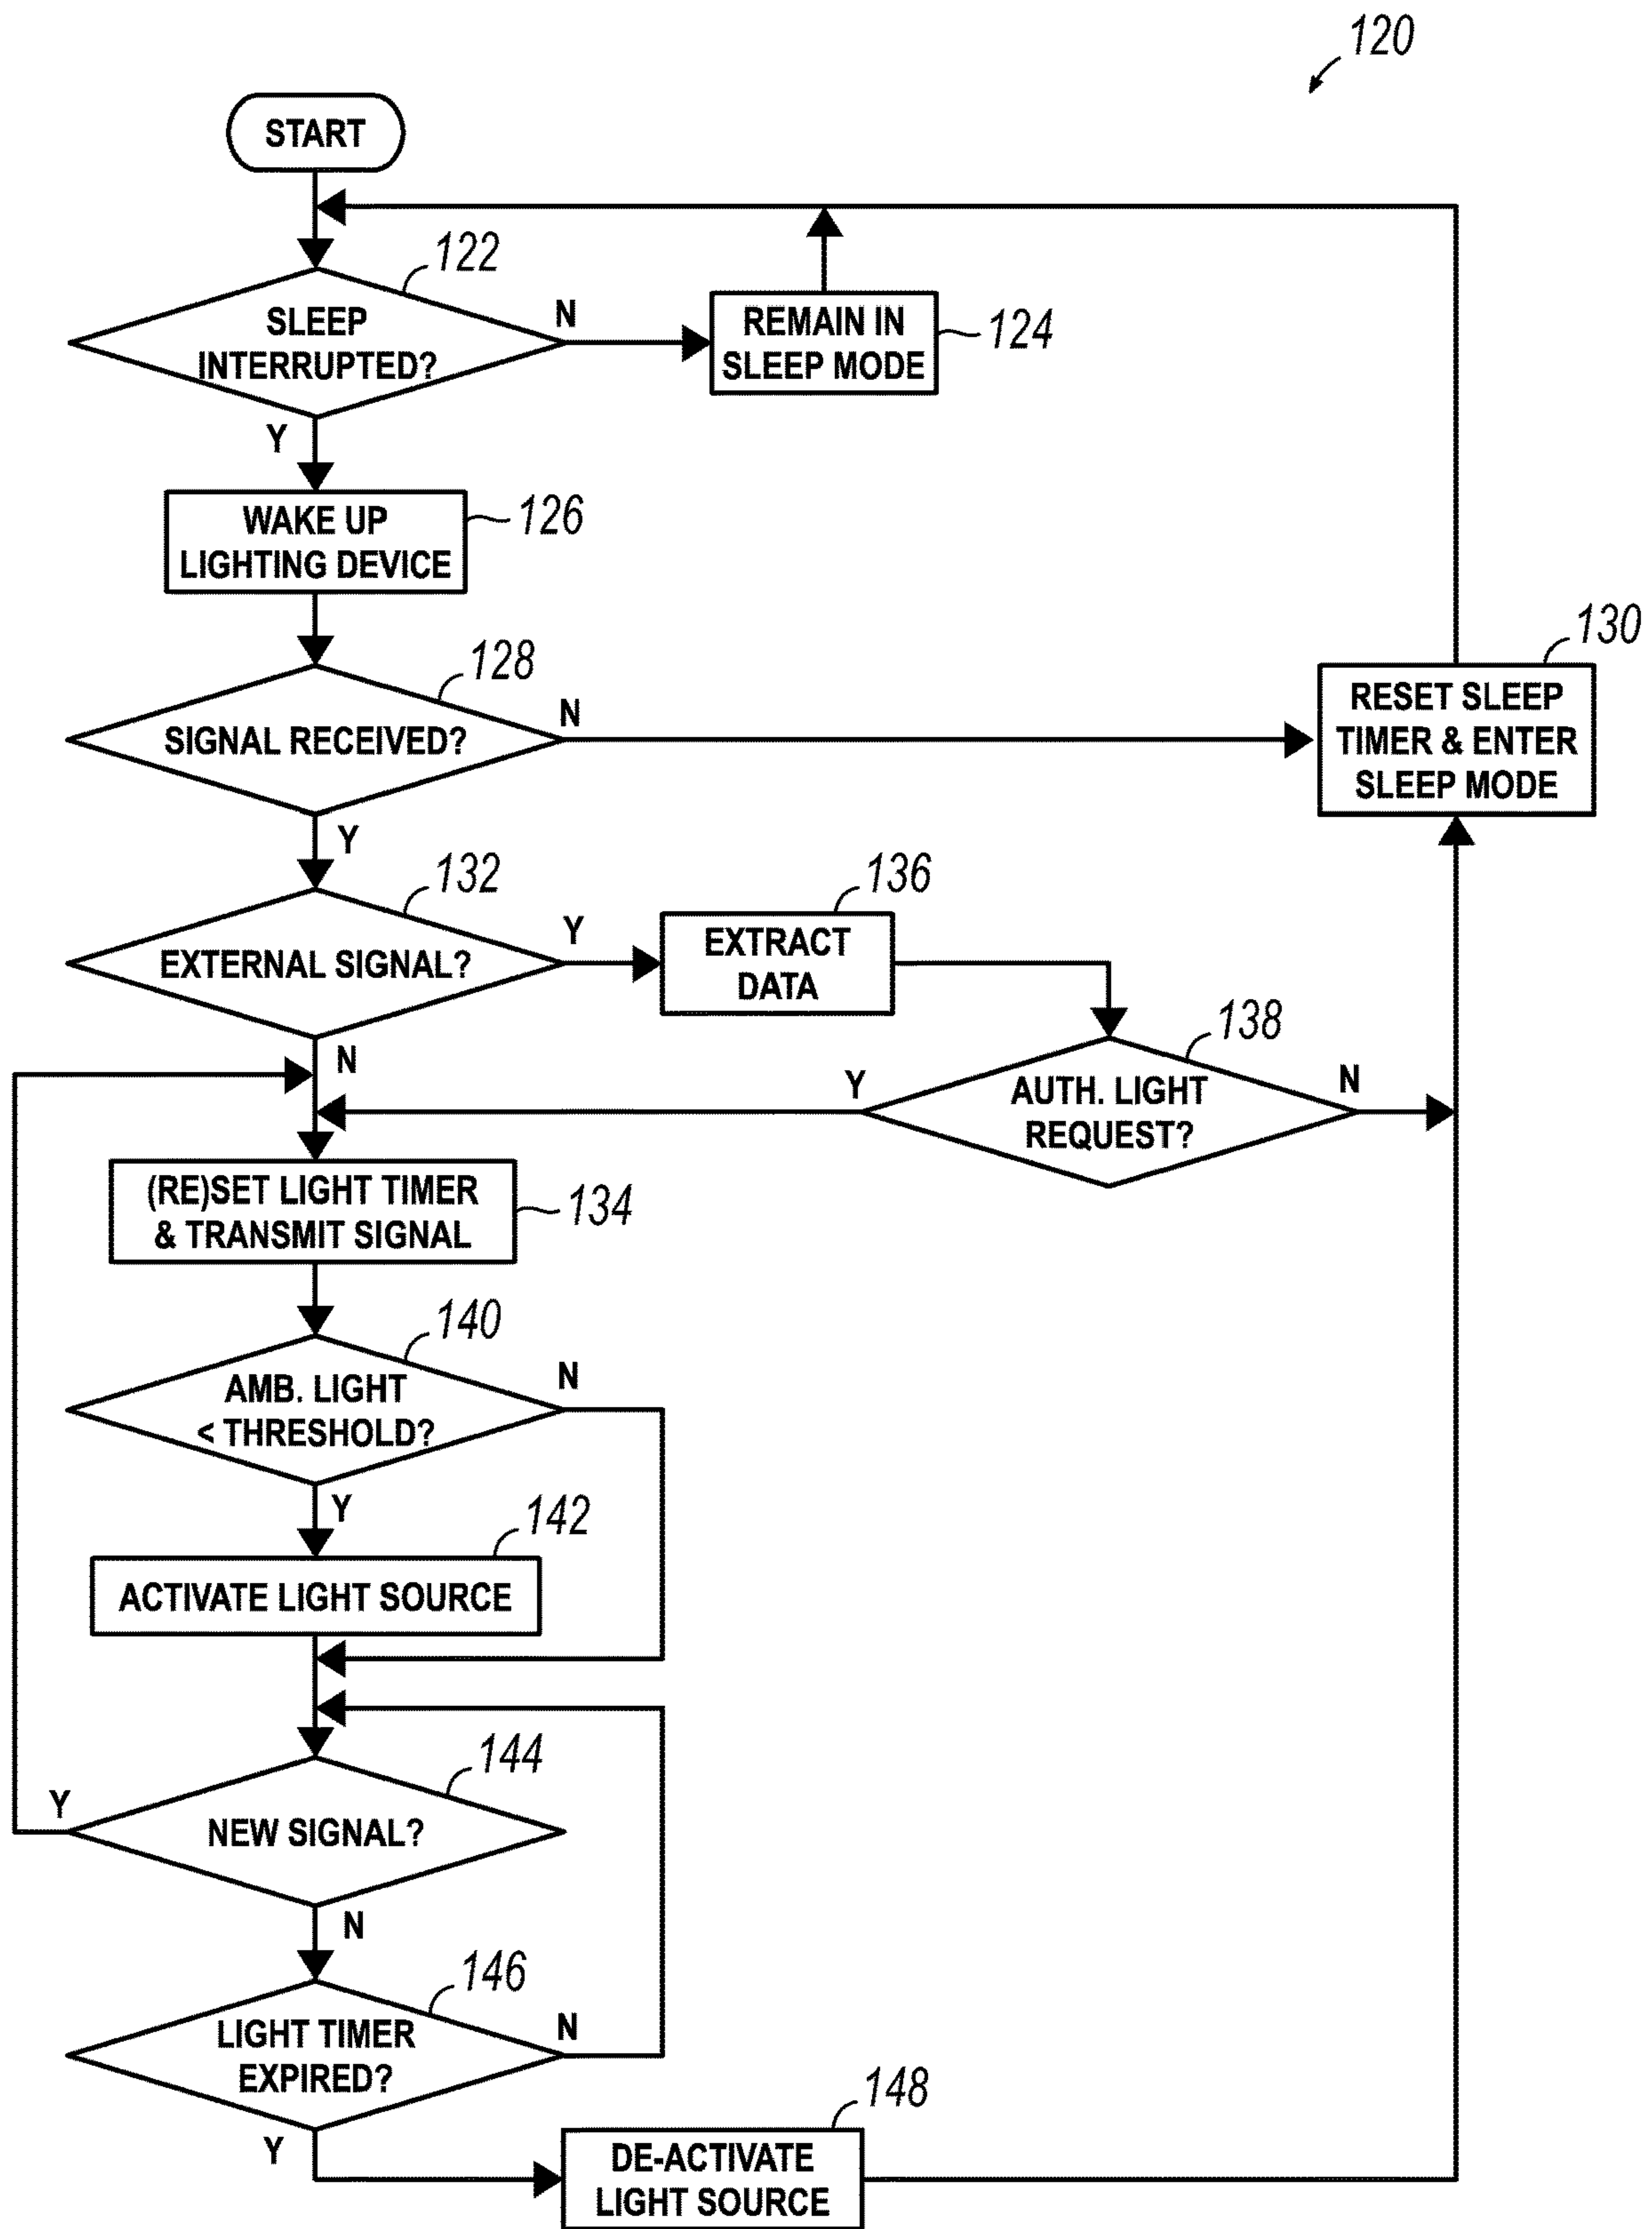 120
START
122
SLEEP
INTERRUPTED?
N
REMAIN IN
SLEEP MODE
124
Y
WAKE UP
LIGHTING DEVICE
126
128
SIGNAL RECEIVED?
N
130
RESET SLEEP
TIMER & ENTER
SLEEP MODE
Y
132
EXTERNAL SIGNAL?
Y
136
EXTRACT
DATA
138
AUTH. LIGHT
REQUEST?
Y
N
N
(RE)SET LIGHT TIMER
& TRANSMIT SIGNAL
134
140
AMB. LIGHT
< THRESHOLD?
N
Y
142
ACTIVATE LIGHT SOURCE
144
NEW SIGNAL?
Y
N
146
LIGHT TIMER
EXPIRED?
N
Y
148
DE-ACTIVATE
LIGHT SOURCE